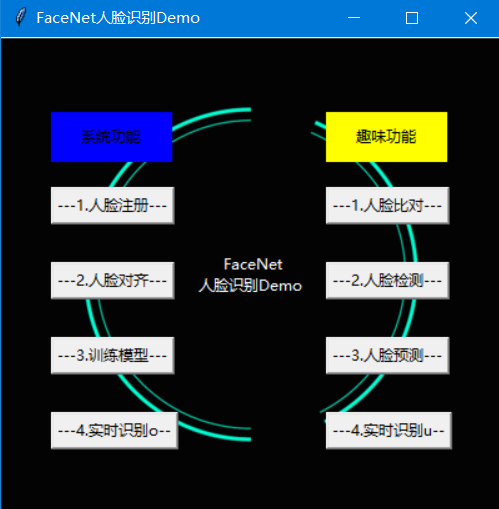 FaceNet人脸识别Demo
系统功能
趣味功能
---1.人脸注册---
---1.人脸比对---
FaceNet
人脸识别Demo
---2.人脸对齐---
---2.人脸检测---
---3.训练模型---
---3.人脸预测---
---4.实时识别o--
---4.实时识别u--